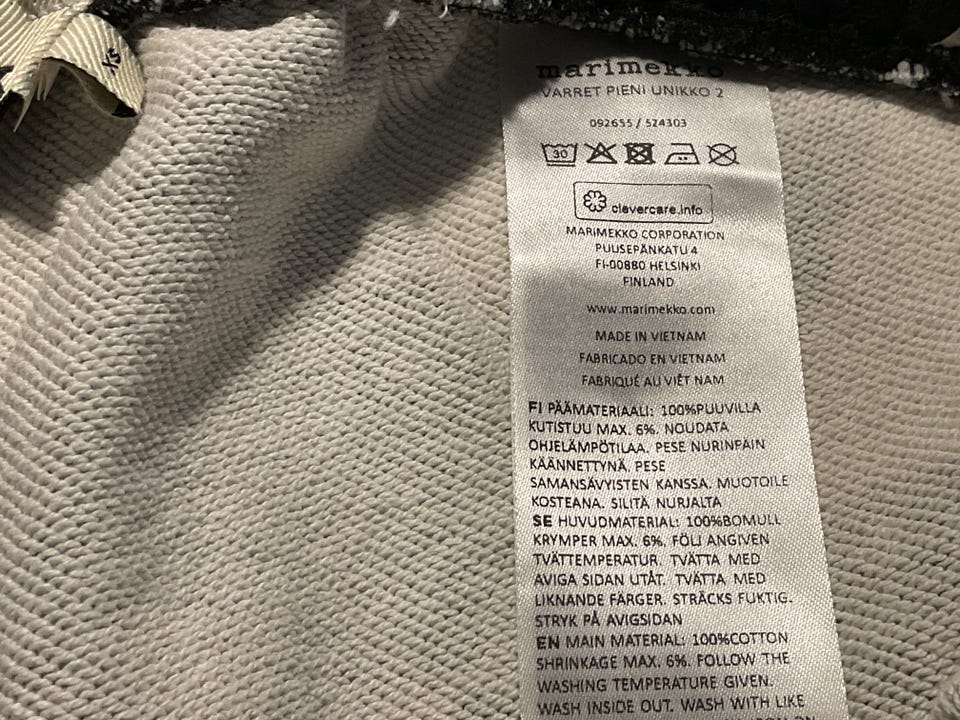 XS
marimekko
VARRET PIENI UNIKKO 2
092655 / 524303
30
clevercare.info
MARIMEKKO CORPORATION
PUUSEPÄNKATU 4
FI-00880 HELSINKI
FINLAND
www.marimekko.com
MADE IN VIETNAM
FABRICADO EN VIETNAM
FABRIQUÉ AU VIÊT NAM
FI PÄÄMATERIAALI: 100%PUUVILLA
KUTISTUU MAX. 6%. NOUDATA
OHJELÄMPÖTILAA. PESE NURINPÄIN
KÄÄNNETTYNÄ. PESE
SAMANSÄVYISTEN KANSSA. MUOTOILE
KOSTEANA. SILITÄ NURJALTA
SE HUVUDMATERIAL: 100%BOMULL
KRYMPER MAX. 6%. FÖLJ ANGIVEN
TVÄTTEMPERATUR. TVÄTTA MED
AVIGA SIDAN UTÅT. TVÄTTA MED
LIKNANDE FÄRGER. STRÄCKS FUKTIG.
STRYK PÅ AVIGSIDAN
EN MAIN MATERIAL: 100%COTTON
SHRINKAGE MAX. 6%. FOLLOW THE
WASHING TEMPERATURE GIVEN.
WASH INSIDE OUT. WASH WITH LIKE